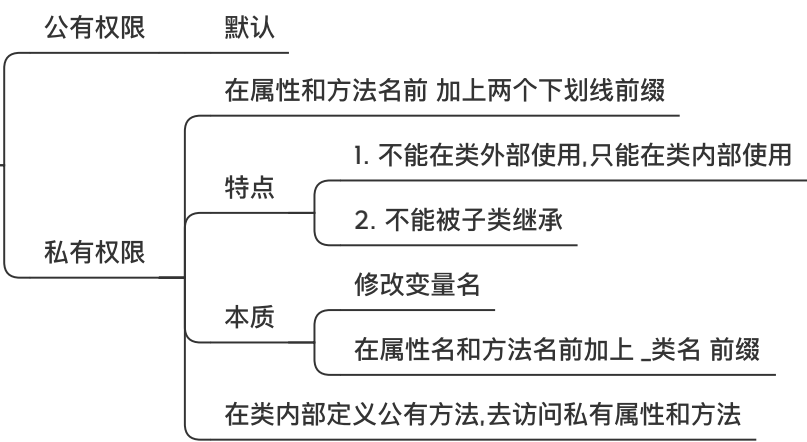 公有权限
默认
在属性和方法名前 加上两个下划线前缀
1. 不能在类外部使用,只能在类内部使用
特点
2. 不能被子类继承
私有权限
修改变量名
本质
在属性名和方法名前加上 _类名 前缀
在类内部定义公有方法,去访问私有属性和方法